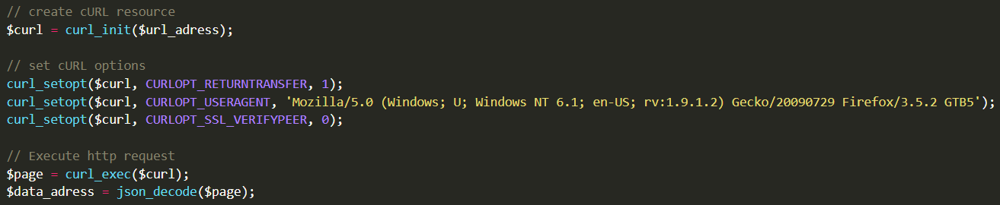 // create cURL resource
$curl = curl_init($url_adress);
// set cURL options
curl_setopt($curl, CURLOPT_RETURNTRANSFER, 1);
curl_setopt($curl, CURLOPT_USERAGENT, 'Mozilla/5.0 (Windows; U; Windows NT 6.1; en-US; rv:1.9.1.2) Gecko/20090729 Firefox/3.5.2 GTB5');
curl_setopt($curl, CURLOPT_SSL_VERIFYPEER, 0);
// Execute http request
$page = curl_exec($curl);
$data_adress = json_decode($page);